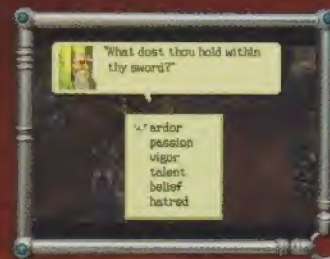 "What dost thou hold within
thy sword?"
ardor
passion
vigor
talent
belief
hatred